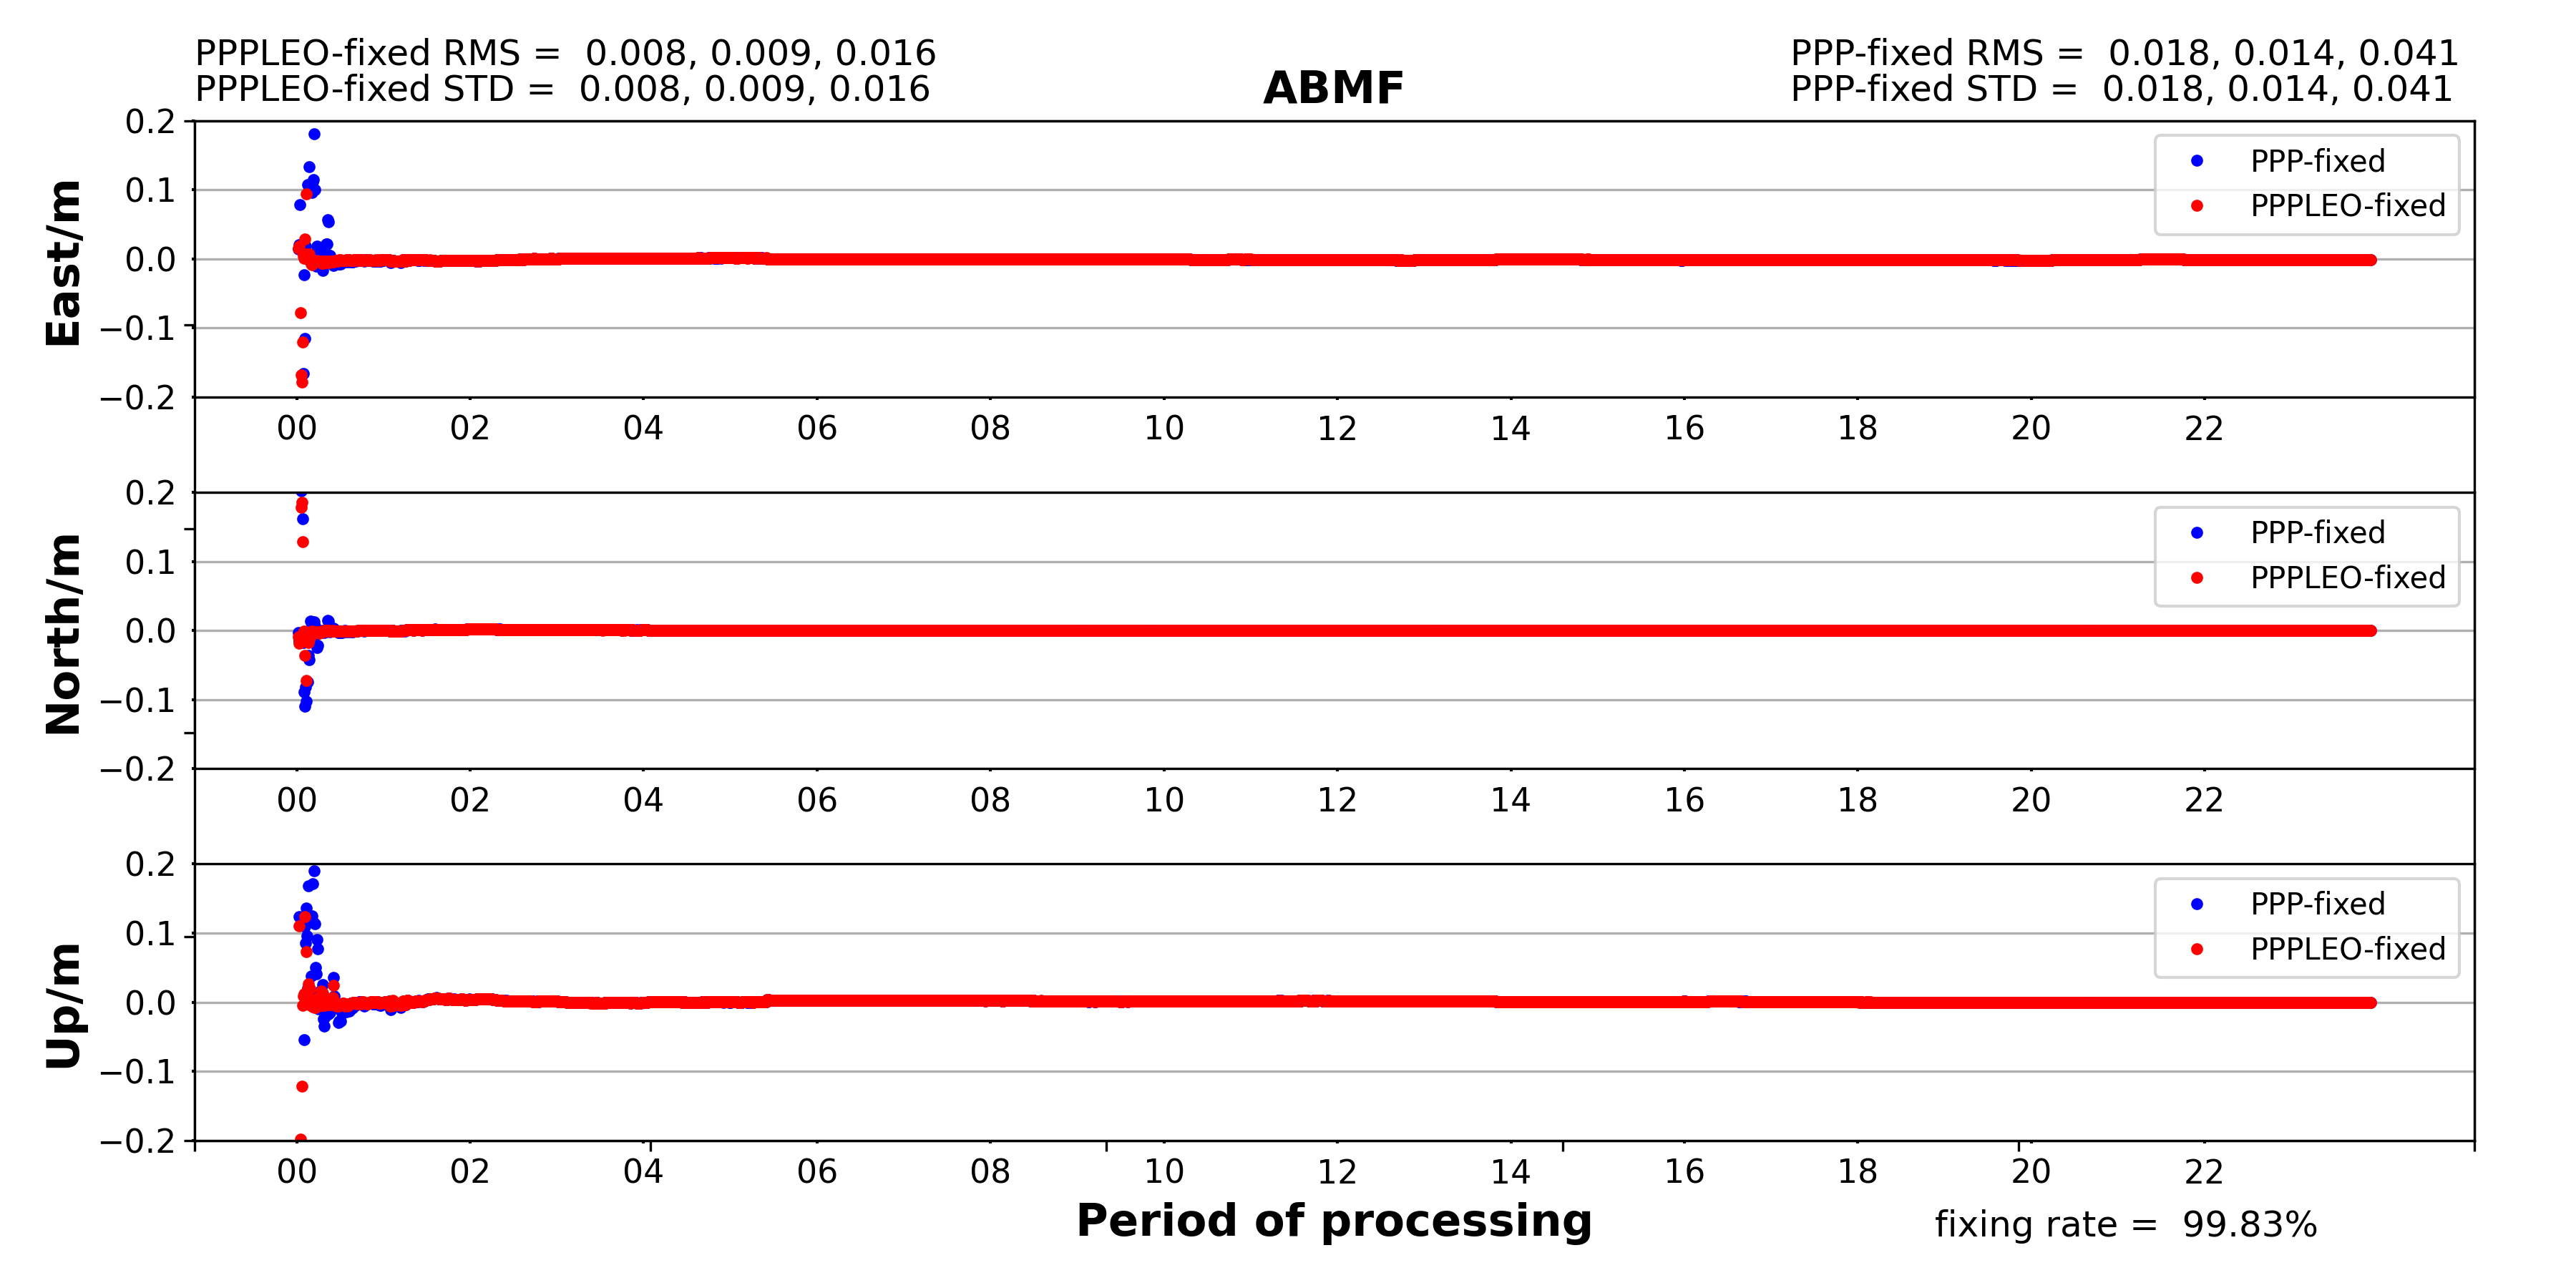 PPPLEO-fixed RMS =  0.008, 0.009, 0.016
PPPLEO-fixed STD =  0.008, 0.009, 0.016
ABMF
PPP-fixed RMS =  0.018, 0.014, 0.041
PPP-fixed STD =  0.018, 0.014, 0.041
East/m
0.2
0.1
0.0
−0.1
−0.2
PPP-fixed
PPPLEO-fixed
00 02 04 06 08 10 12 14 16 18 20 22
North/m
0.2
0.1
0.0
−0.1
−0.2
PPP-fixed
PPPLEO-fixed
00 02 04 06 08 10 12 14 16 18 20 22
Up/m
0.2
0.1
0.0
−0.1
−0.2
PPP-fixed
PPPLEO-fixed
00 02 04 06 08 10 12 14 16 18 20 22
Period of processing
fixing rate =  99.83%